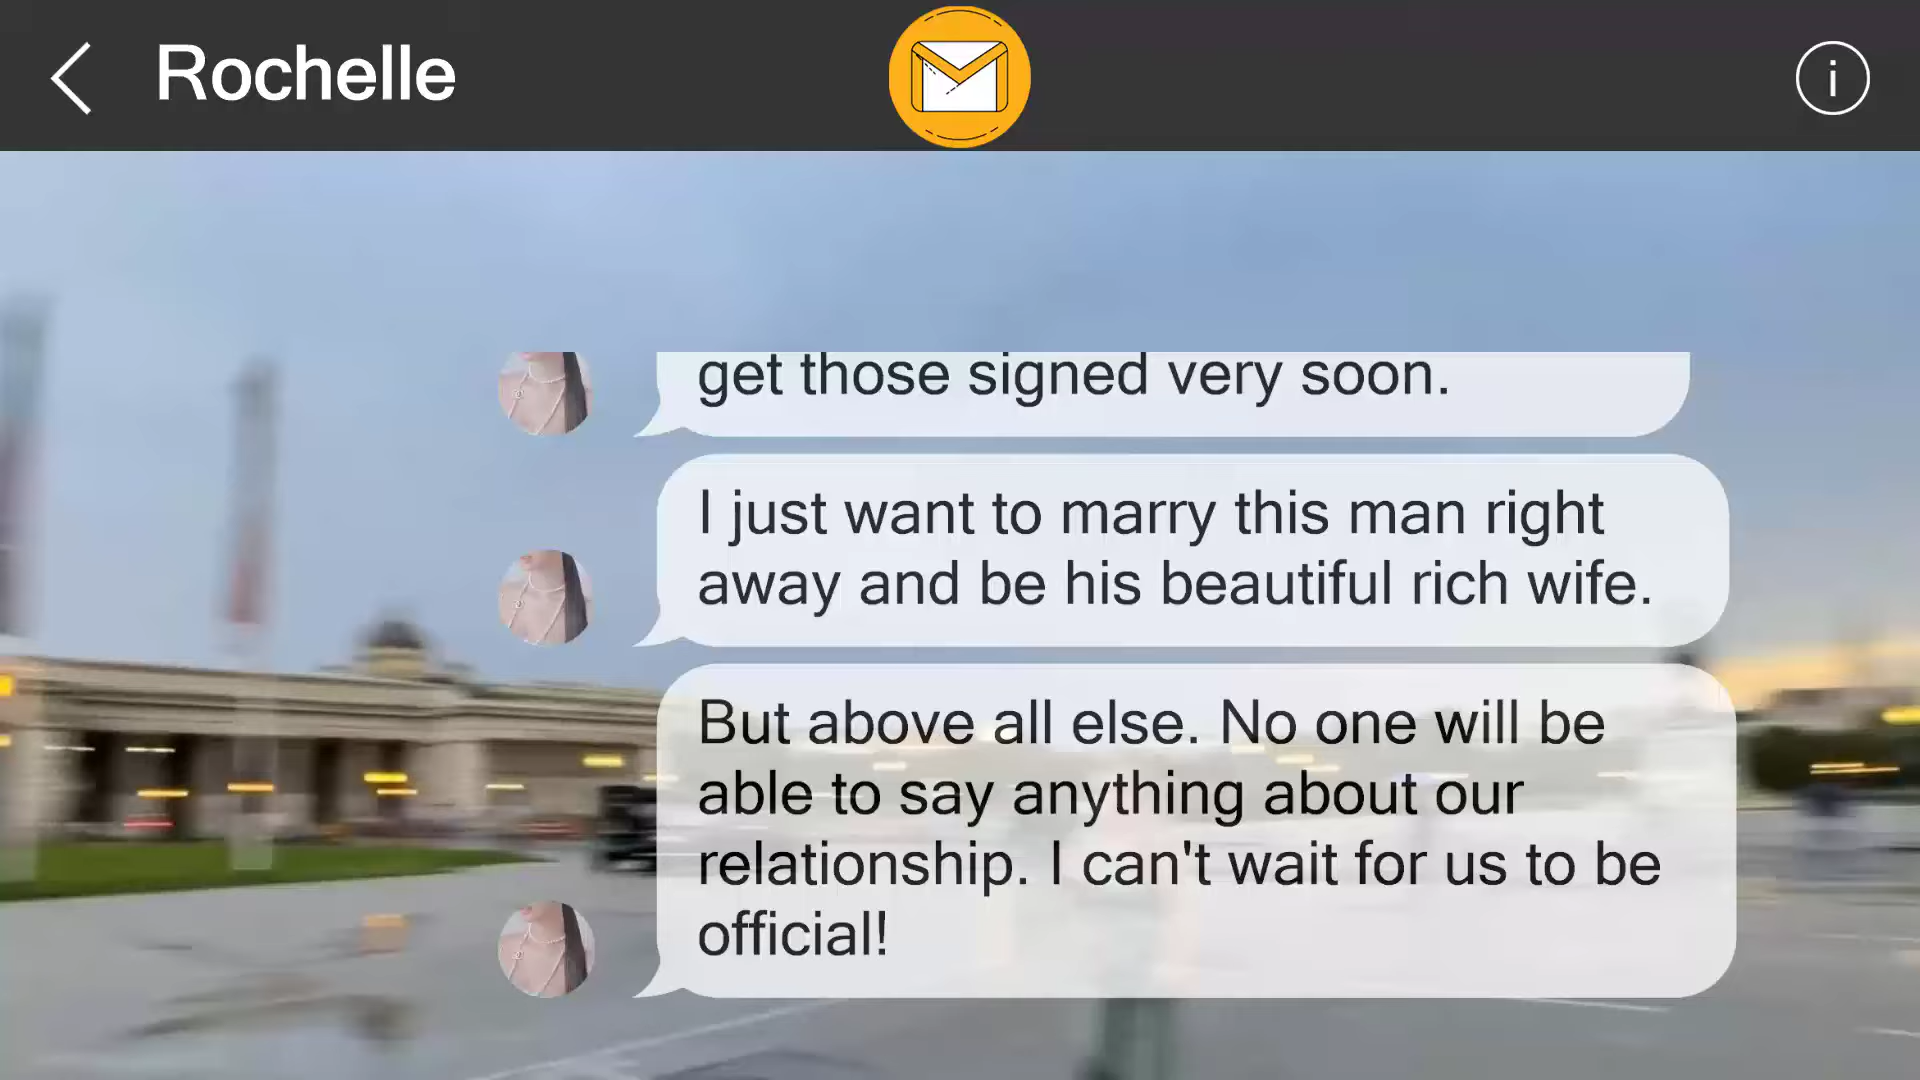 Rochelle
i
get those signed very soon.
I just want to marry this man right
away and be his beautiful rich wife.
But above all else. No one will be
able to say anything about our
relationship. I can't wait for us to be
official!